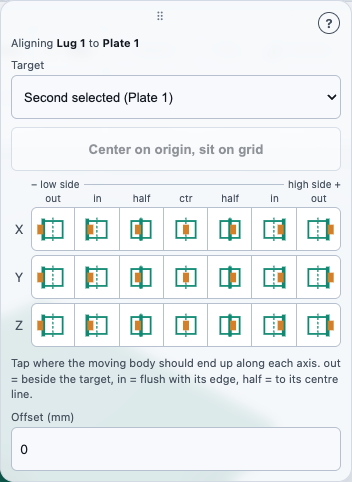 ?
Aligning Lug 1 to Plate 1
Target
Second selected (Plate 1)
Center on origin, sit on grid
− low side high side +
out in half ctr half in out
X
Y
Z
Tap where the moving body should end up along each axis. out
= beside the target, in = flush with its edge, half = to its centre
line.
Offset (mm)
0